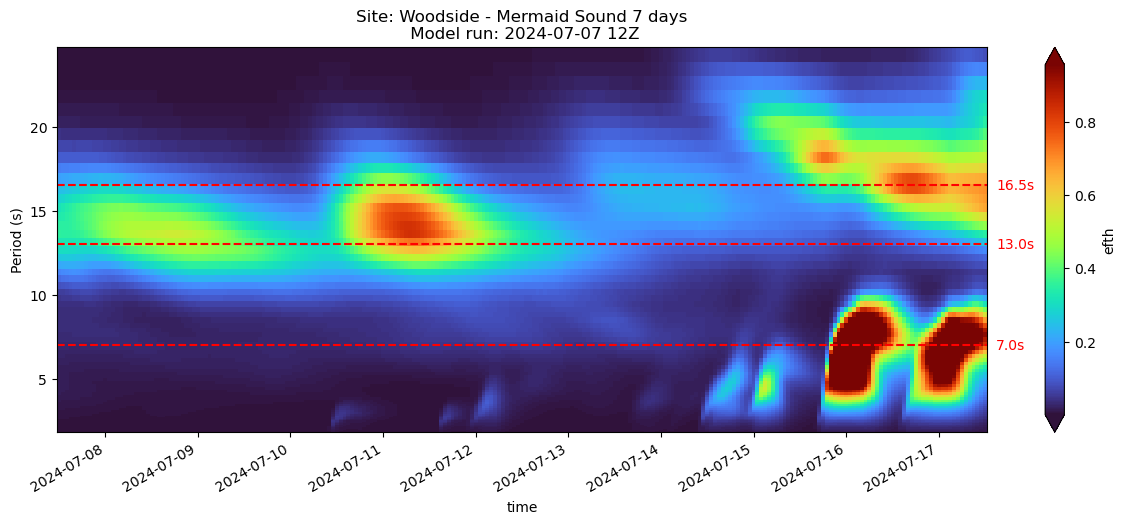 Site: Woodside - Mermaid Sound 7 days
Model run: 2024-07-07 12Z
Period (s)
20
15
10
5
16.5s
13.0s
7.0s
0.8
0.6
0.4
0.2
efth
2024-07-08
2024-07-09
2024-07-10
2024-07-11
2024-07-12
2024-07-13
2024-07-14
2024-07-15
2024-07-16
2024-07-17
time